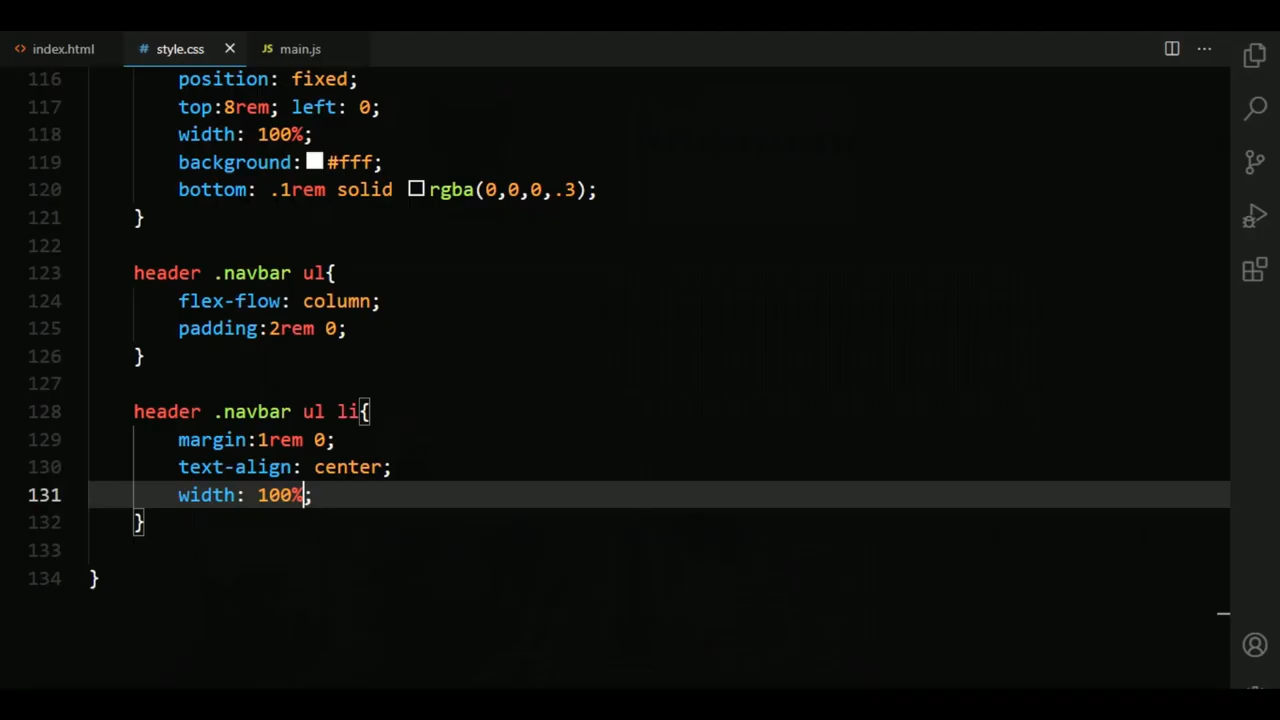 index.html
style.css
main.js
116 position: fixed;
117 top:8rem; left: 0;
118 width: 100%;
119 background: #fff;
120 bottom: .1rem solid rgba(0,0,0,.3);
121 }
122
123 header .navbar ul{
124 flex-flow: column;
125 padding:2rem 0;
126 }
127
128 header .navbar ul li{
129 margin:1rem 0;
130 text-align: center;
131 width: 100%;
132 }
133
134 }